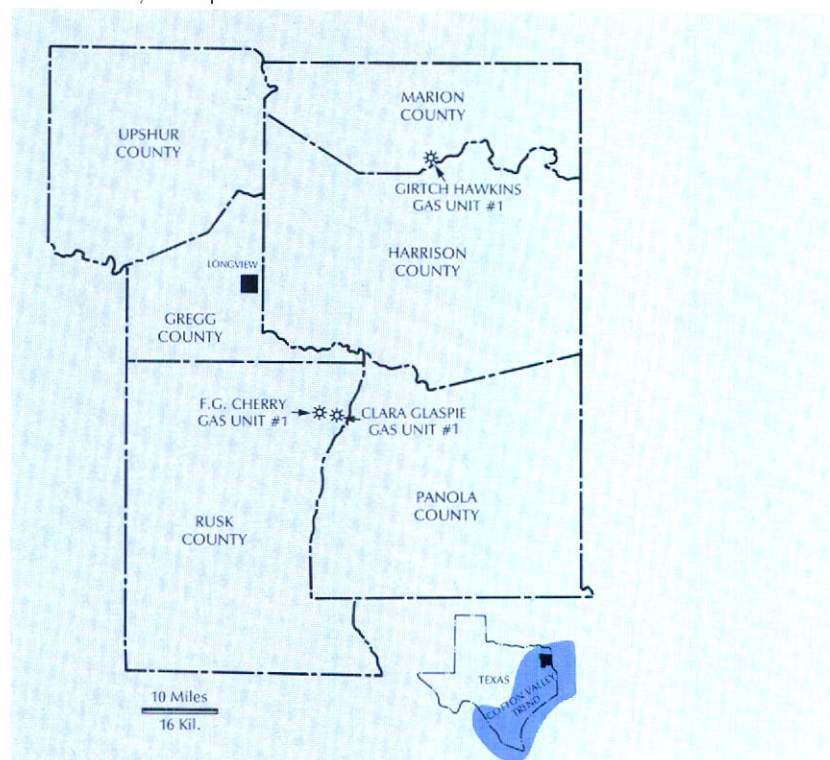 MARION
COUNTY
UPSHUR
COUNTY
GIRTCH HAWKINS
GAS UNIT #1
HARRISON
COUNTY
LONGVIEW
GREGG
COUNTY
F.G. CHERRY
GAS UNIT #1
CLARA GLASPIE
GAS UNIT #1
PANOLA
COUNTY
RUSK
COUNTY
TEXAS
COTTON VALLEY
TREND
10 Miles
16 Kil.